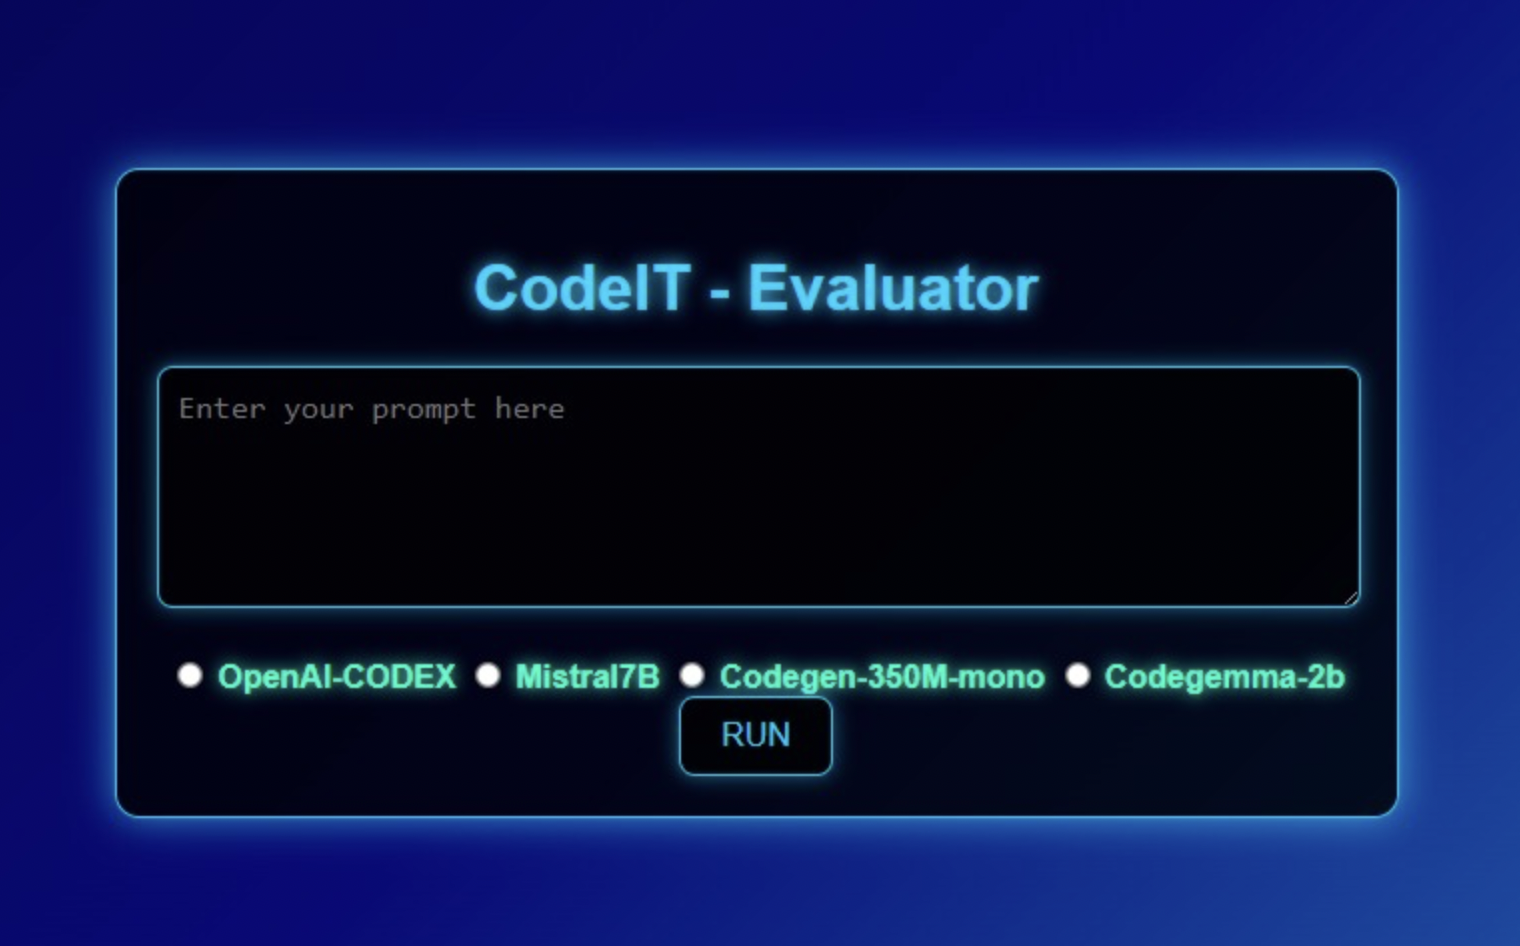 CodeIT - Evaluator
Enter your prompt here
OpenAI-CODEX Mistral7B Codegen-350M-mono Codegemma-2b
RUN